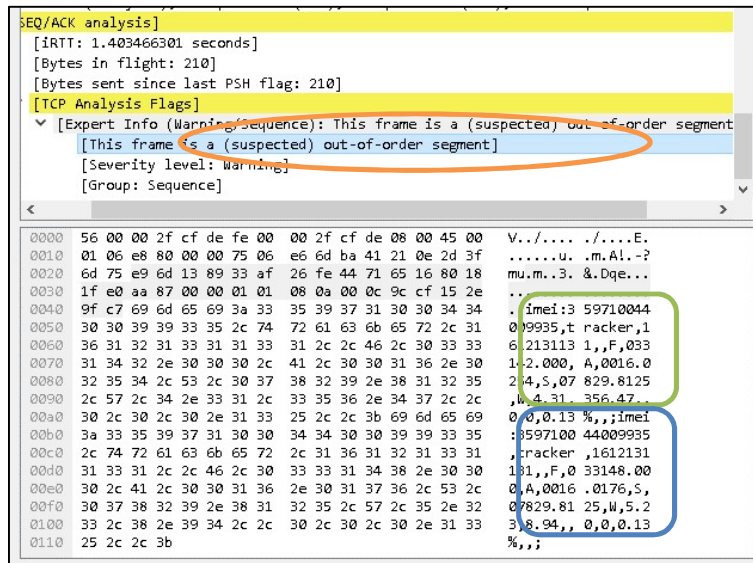 SEQ/ACK analysis]
[iRTT: 1.403466301 seconds]
[Bytes in flight: 210]
[Bytes sent since last PSH flag: 210]
[TCP Analysis Flags]
[Expert Info (Warning/Sequence): This frame is a (suspected) out-of-order segment
[This frame is a (suspected) out-of-order segment]
[Severity level: Warning]
[Group: Sequence]
0000 56 00 00 2f cf de fe 00 00 2f cf de 08 00 45 00 V../.... ./....E.
0010 01 06 e8 80 00 00 75 06 e6 6d ba 41 21 0e 2d 3f ......u. .m.A!.-?
0020 6d 75 e9 6d 13 89 33 af 26 fe 44 71 65 16 80 18 mu.m..3. &.Dqe...
0030 1f e0 aa 87 00 00 01 01 08 0a 00 0c 9c cf 15 2e ........ ........
0040 9f c7 69 6d 65 69 3a 33 35 39 37 31 30 30 34 34 ..imei:3 59710044
0050 30 30 39 39 33 35 2c 74 72 61 63 6b 65 72 2c 31 009935,t racker,1
0060 36 31 32 31 33 31 31 33 31 2c 2c 46 2c 30 33 33 61213113 1,,F,033
0070 31 34 32 2e 30 30 30 2c 41 2c 30 30 31 36 2e 30 142.000, A,0016.0
0080 32 35 34 2c 53 2c 30 37 38 32 39 2e 38 31 32 35 254,S,07 829.8125
0090 2c 57 2c 34 2e 33 31 2c 33 35 36 2e 34 37 2c 2c ,W,4.31, 356.47,,
00a0 30 2c 30 2c 30 2e 31 33 25 2c 2c 3b 69 6d 65 69 0,0,0.13 %,,;imei
00b0 3a 33 35 39 37 31 30 30 34 34 30 30 39 39 33 35 :3597100 44009935
00c0 2c 74 72 61 63 6b 65 72 2c 31 36 31 32 31 33 31 ,tracker ,1612131
00d0 31 33 31 2c 2c 46 2c 30 33 33 31 34 38 2e 30 30 131,,F,0 33148.00
00e0 30 2c 41 2c 30 30 31 36 2e 30 31 37 36 2c 53 2c 0,A,0016 .0176,S,
00f0 30 37 38 32 39 2e 38 31 32 35 2c 57 2c 35 2e 32 07829.81 25,W,5.2
0100 33 2c 38 2e 39 34 2c 2c 30 2c 30 2c 30 2e 31 33 3,8.94,, 0,0,0.13
0110 25 2c 2c 3b %,,;